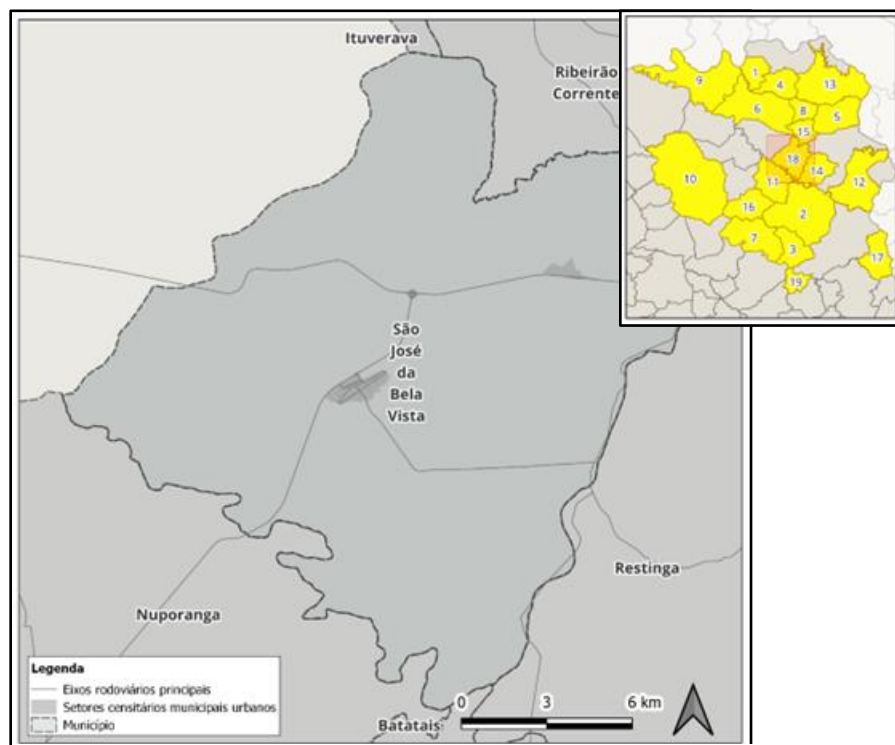 Ituverava
Ribeirão
Corrente
São
José
da
Bela
Vista
Restinga
Nuporanga
Batatais
Legenda
Eixos rodoviários principais
Setores censitários municipais urbanos
Município
0 3 6 km
9
1
4
13
6
8
5
15
18
14
10
11
12
16
2
7
3
17
19